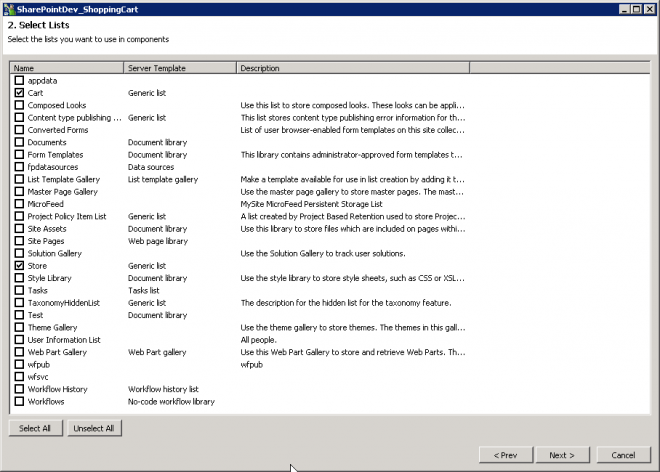 SharePointDev_ShoppingCart
2. Select Lists
Select the lists you want to use in components
Name Server Template Description
appdata
Cart Generic list
Composed Looks Use this list to store composed looks. These looks can be appli...
Content type publishing ... Generic list This list stores content type publishing error information for th...
Converted Forms List of user browser-enabled form templates on this site collec...
Documents Document library
Form Templates Document library This library contains administrator-approved form templates t...
fpdatasources Data sources
List Template Gallery List template gallery Make a template available for use in list creation by adding it t...
Master Page Gallery Use the master page gallery to store master pages. The mast...
MicroFeed MySite MicroFeed Persistent Storage List
Project Policy Item List Generic list A list created by Project Based Retention used to store Projec...
Site Assets Document library Use this library to store files which are included on pages withi...
Site Pages Web page library
Solution Gallery Use the Solution Gallery to track user solutions.
Store Generic list
Style Library Document library Use the style library to store style sheets, such as CSS or XSL...
Tasks Tasks list
TaxonomyHiddenList Generic list The description for the hidden list for the taxonomy feature.
Test Document library
Theme Gallery Use the theme gallery to store themes. The themes in this gall...
User Information List All people.
Web Part Gallery Web Part gallery Use this Web Part Gallery to store and retrieve Web Parts. Th...
wfpub wfpub
wfsvc
Workflow History Workflow history list
Workflows No-code workflow library
Select All Unselect All
< Prev Next > Cancel